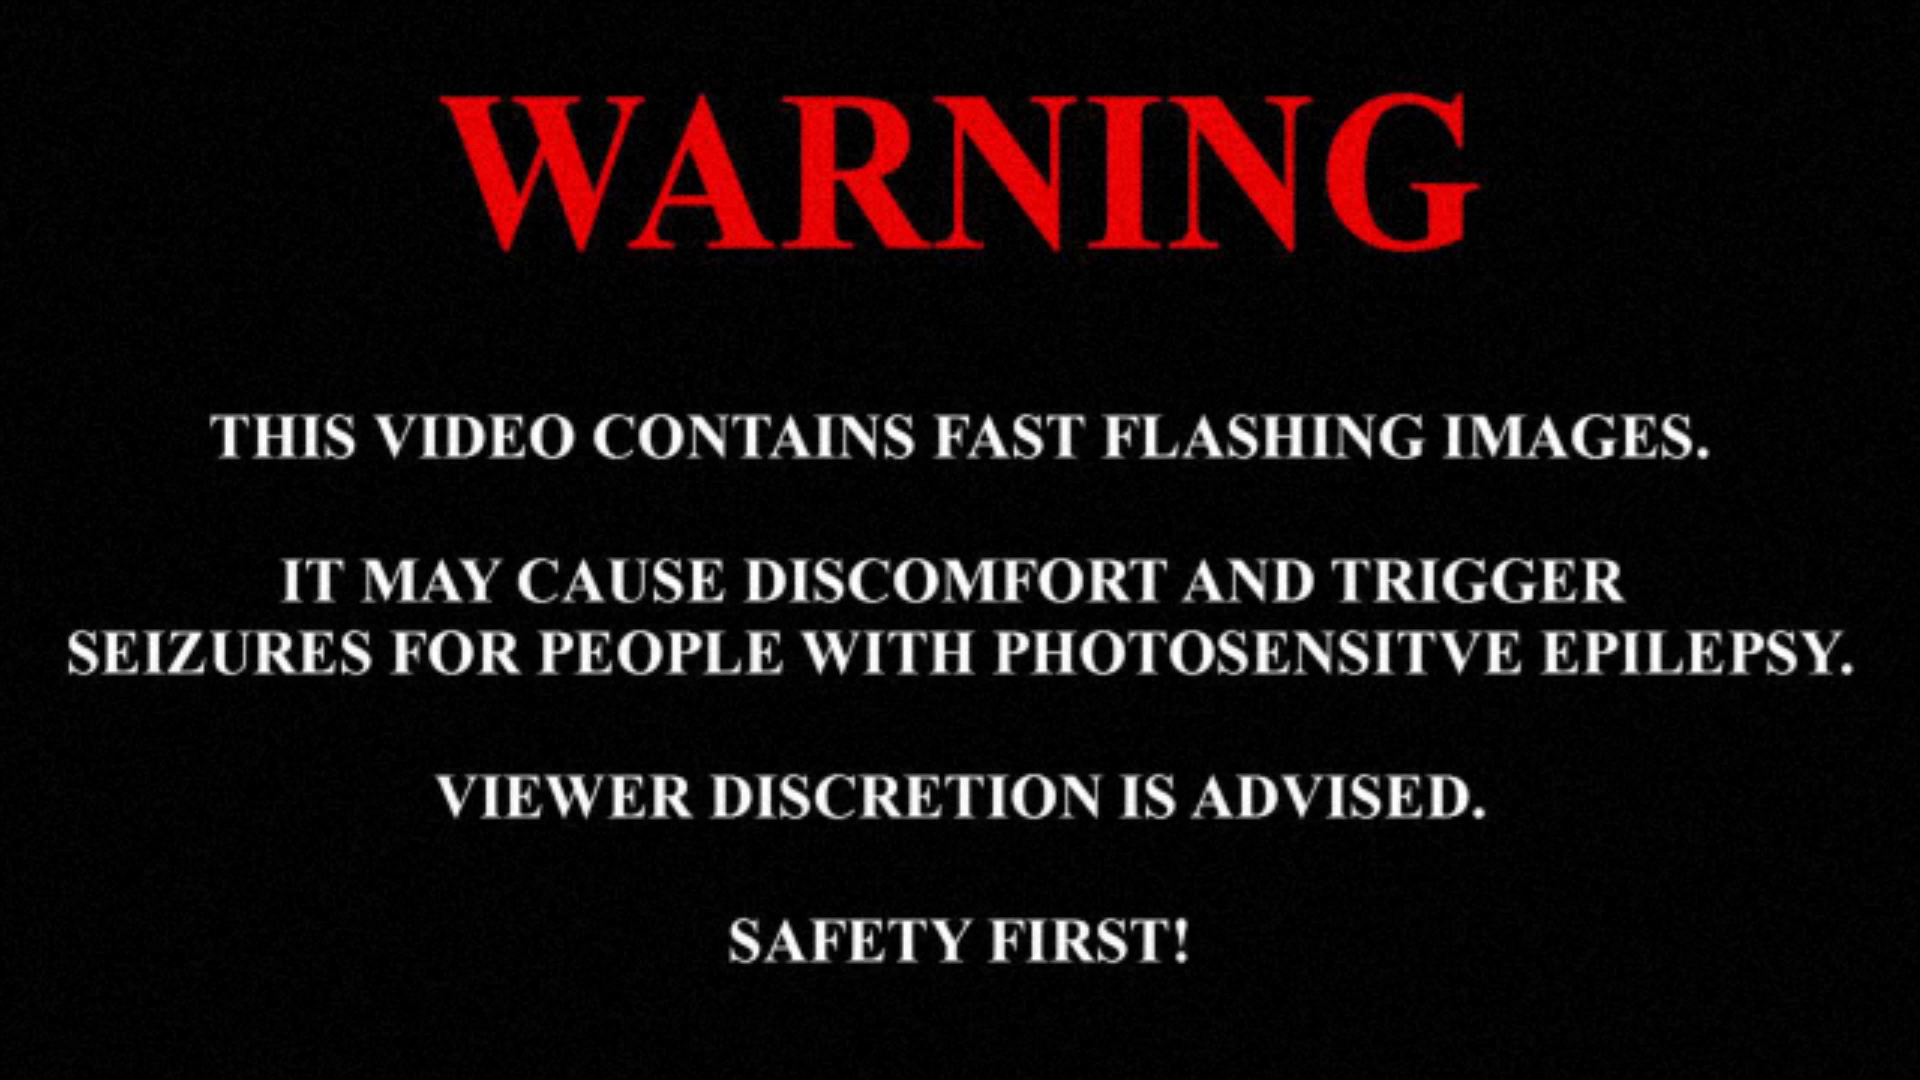 WARNING
THIS VIDEO CONTAINS FAST FLASHING IMAGES.
IT MAY CAUSE DISCOMFORT AND TRIGGER
SEIZURES FOR PEOPLE WITH PHOTOSENSITVE EPILEPSY.
VIEWER DISCRETION IS ADVISED.
SAFETY FIRST!